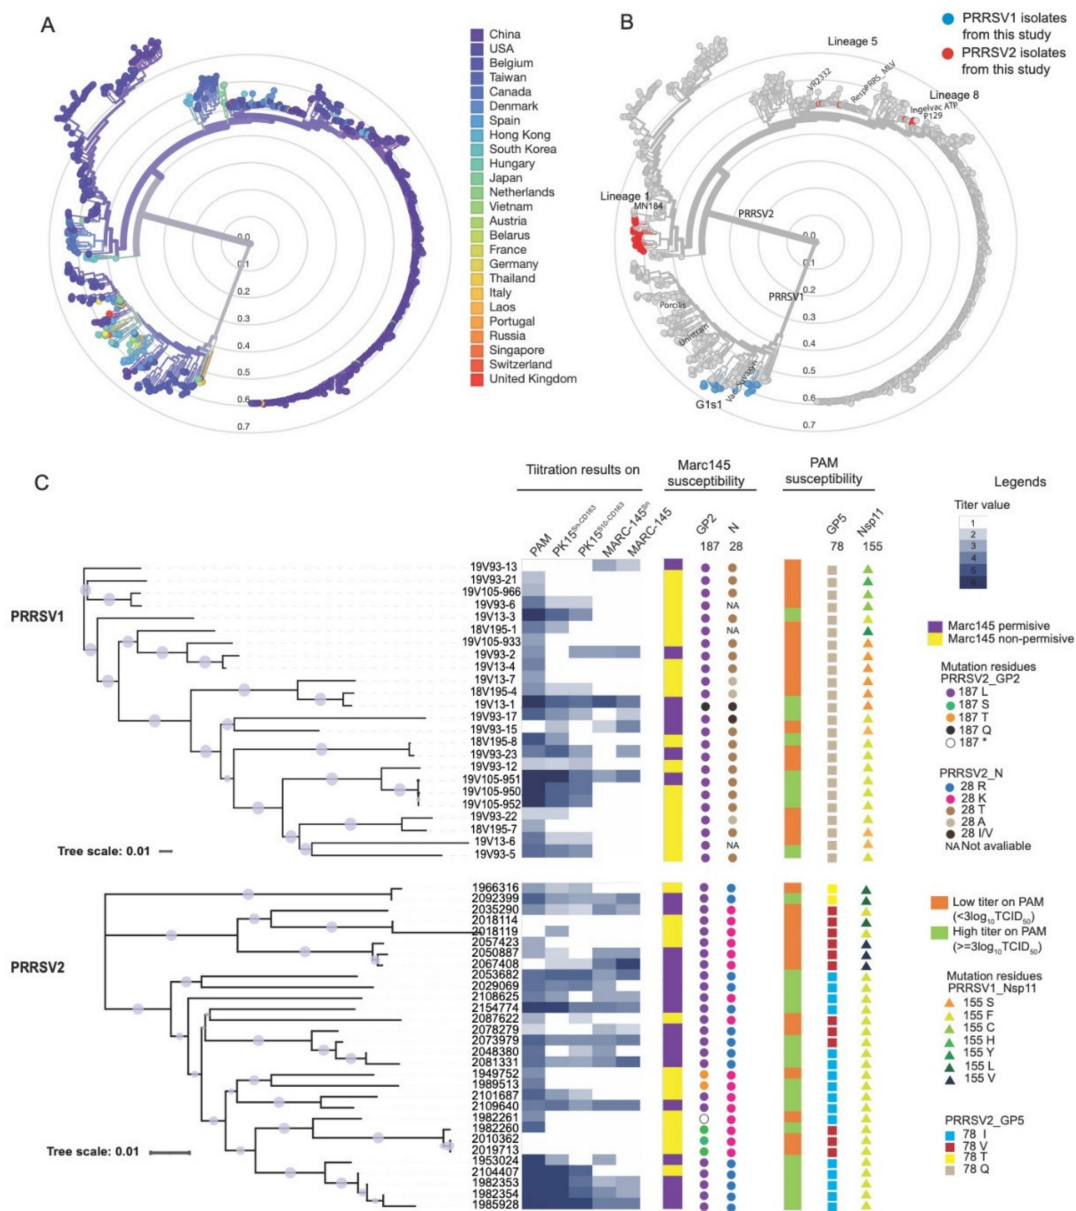 A
China
USA
Belgium
Taiwan
Canada
Denmark
Spain
Hong Kong
South Korea
Hungary
Japan
Netherlands
Vietnam
Austria
Belarus
France
Germany
Thailand
Italy
Laos
Portugal
Russia
Singapore
Switzerland
United Kingdom
0.0
0.1
0.2
0.3
0.4
0.5
0.6
0.7
B
PRRSV1 isolates
from this study
PRRSV2 isolates
from this study
Lineage 5
VR2332
RespPRRS_MLV
Lineage 8
Ingelvac ATP
P129
Lineage 1
MN184
PRRSV2
PRRSV1
Porcilis
Unistrain
G1s1
0.0
0.1
0.2
0.3
0.4
0.5
0.6
0.7
C
Tiitration results on
Marc145
susceptibility
PAM
susceptibility
Legends
PAM
PK15Sn-CD163
PK15S10-CD163
MARC-145Sn
MARC-145
GP2
187
N
28
GP5
78
Nsp11
155
Titer value
1
2
3
4
5
6
PRRSV1
19V93-13
19V93-21
19V105-966
19V93-6 NA
19V13-3
18V195-1 NA
19V105-933
19V93-2
19V13-4
19V13-7
18V195-4
19V13-1
19V93-17
19V93-15
18V195-8
19V93-23
19V93-12
19V105-951
19V105-950
19V105-952
19V93-22
18V195-7
19V13-6 NA
19V93-5
Tree scale: 0.01
Marc145 permisive
Marc145 non-permisive
Mutation residues
PRRSV2_GP2
187 L
187 S
187 T
187 Q
187 *
PRRSV2_N
28 R
28 K
28 T
28 A
28 I/V
NA Not avaliable
PRRSV2
1966316
2092399
2035290
2018114
2018119
2057423
2050887
2067408
2053682
2029069
2108625
2154774
2087622
2078279
2073979
2048380
2081331
1949752
1989513
2101687
2109640
1982261
1982260
2010362
2019713
1953024
2104407
1982353
1982354
1985928
Tree scale: 0.01
Low titer on PAM
(<3log10TCID50)
High titer on PAM
(>=3log10TCID50)
Mutation residues
PRRSV1_Nsp11
155 S
155 F
155 C
155 H
155 Y
155 L
155 V
PRRSV2_GP5
78 I
78 V
78 T
78 Q